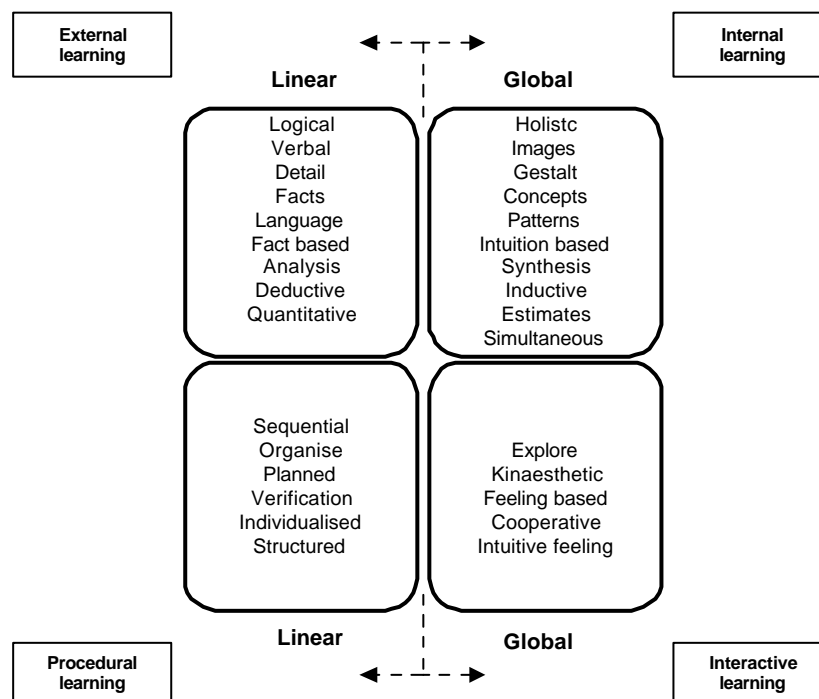 External
learning
Internal
learning
Linear
Global
Logical
Verbal
Detail
Facts
Language
Fact based
Analysis
Deductive
Quantitative
Holistc
Images
Gestalt
Concepts
Patterns
Intuition based
Synthesis
Inductive
Estimates
Simultaneous
Sequential
Organise
Planned
Verification
Individualised
Structured
Explore
Kinaesthetic
Feeling based
Cooperative
Intuitive feeling
Linear
Global
Procedural
learning
Interactive
learning